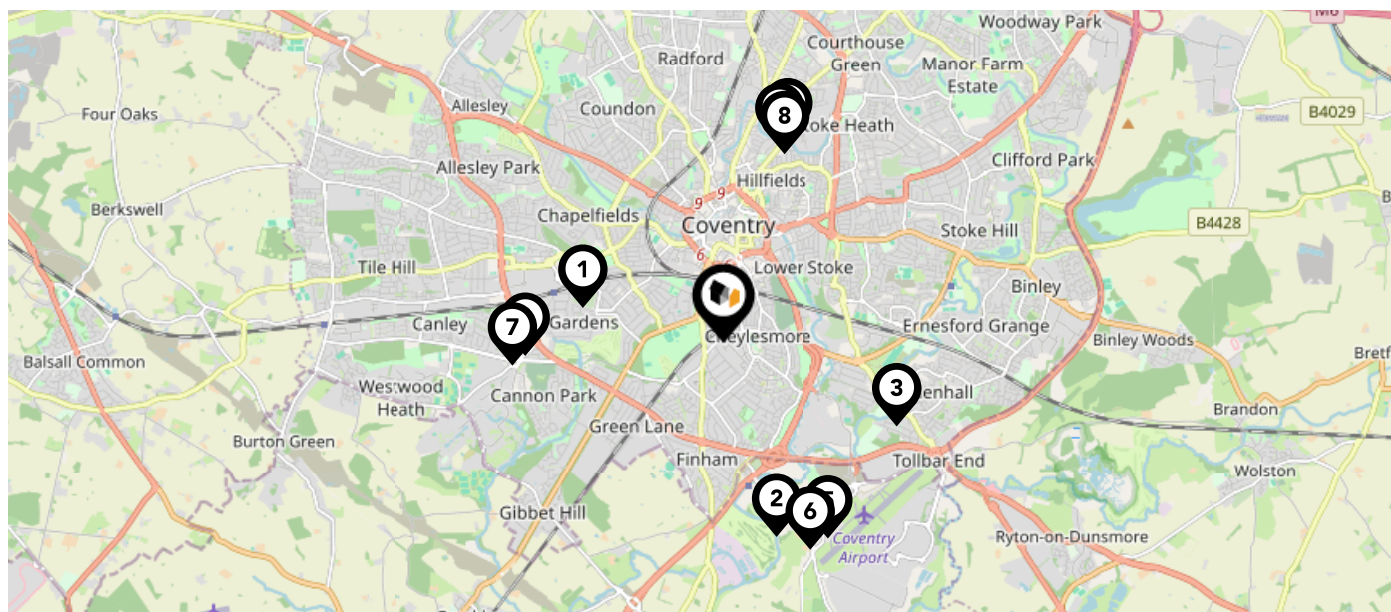 M6
Woodway Park
Courthouse
Green
Radford
Manor Farm
Estate
Allesley
Coundon
Four Oaks
B4029
8
Stoke Heath
Clifford Park
Allesley Park
Hillfields
9
9
Berkswell
Chapelfields
Coventry
B4428
Stoke Hill
6
Tile Hill
1
Lower Stoke
Binley
7
Canley
Gardens
Cheylesmore
Ernesford Grange
Binley Woods
Balsall Common
Westwood
Heath
Cannon Park
3
enhall
Brandon
Green Lane
Burton Green
Finham
Tollbar End
Wolston
2
5
6
Gibbet Hill
Coventry
Airport
Ryton-on-Dunsmore